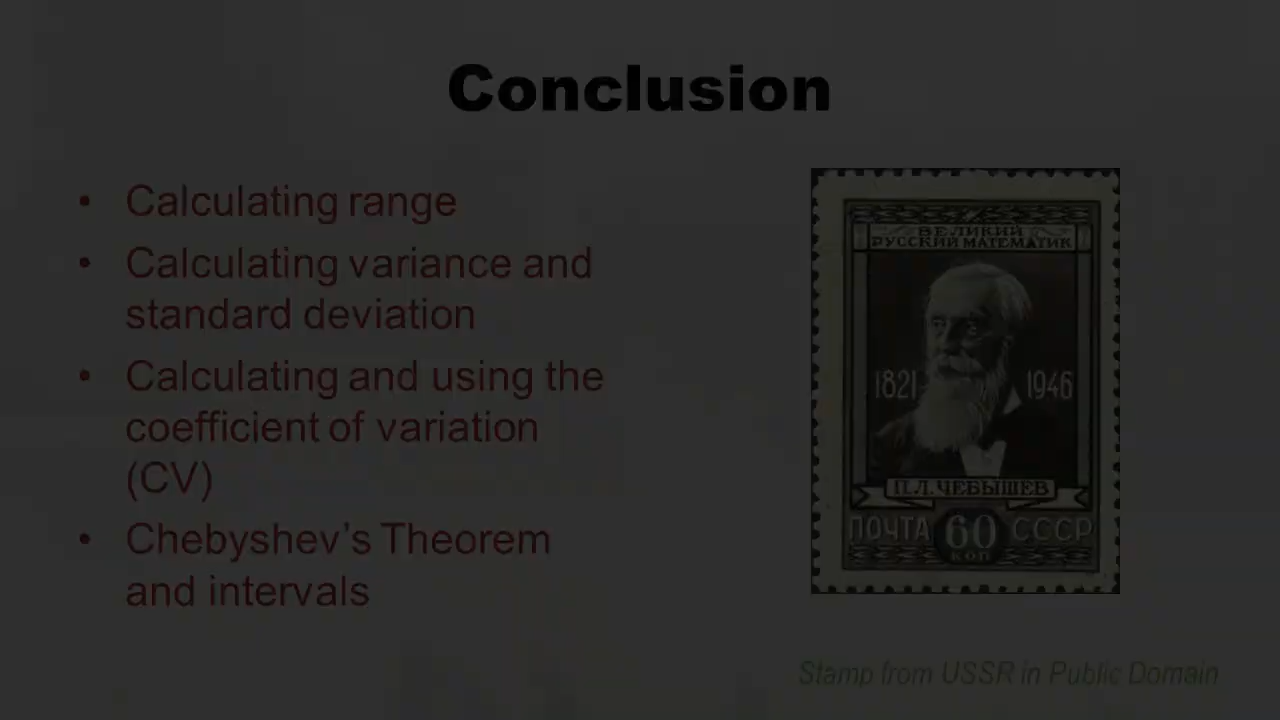 Conclusion
• Calculating range
• Calculating variance and
standard deviation
• Calculating and using the
coefficient of variation
(CV)
• Chebyshev's Theorem
and intervals
ВЕЛИКИЙ
РУССКИЙ МАТЕМАТИК
1821 1946
П.Л.ЧЕБЫШЕВ
ПОЧТА 60 СССР
КОП
Stamp from USSR in Public Domain